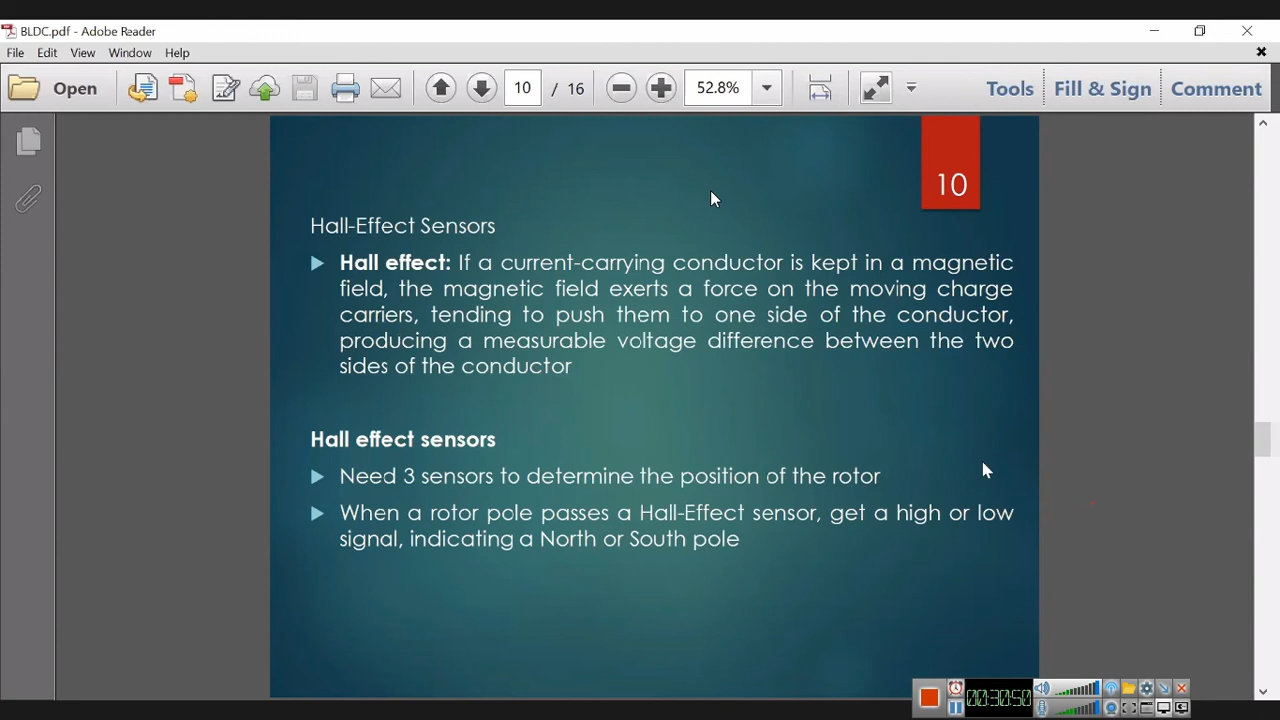 BLDC.pdf - Adobe Reader
File Edit View Window Help
Open 10 / 16 52.8% Tools Fill & Sign Comment
10
Hall-Effect Sensors
Hall effect: If a current-carrying conductor is kept in a magnetic
field, the magnetic field exerts a force on the moving charge
carriers, tending to push them to one side of the conductor,
producing a measurable voltage difference between the two
sides of the conductor
Hall effect sensors
Need 3 sensors to determine the position of the rotor
When a rotor pole passes a Hall-Effect sensor, get a high or low
signal, indicating a North or South pole
00:30:50